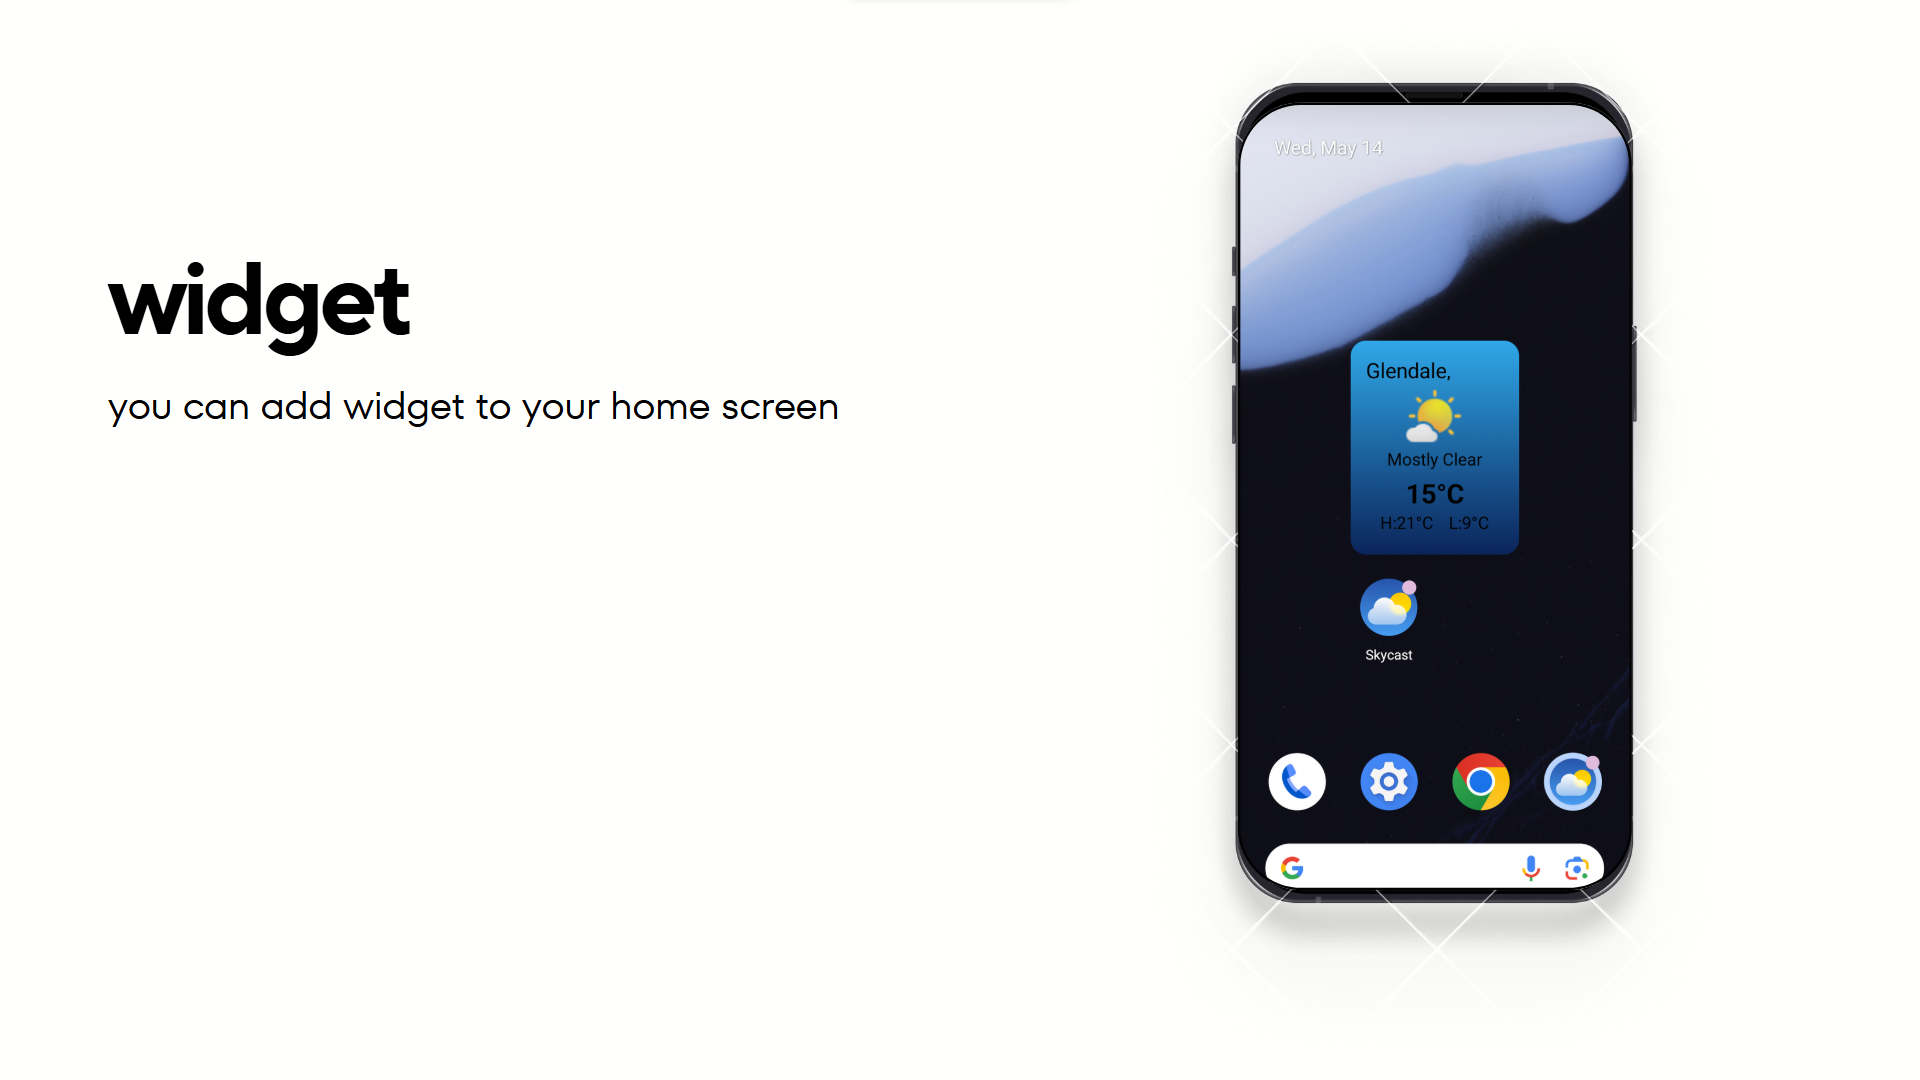 widget
you can add widget to your home screen
Wed, May 14
Glendale,
Mostly Clear
15°C
H:21°C L:9°C
Skycast